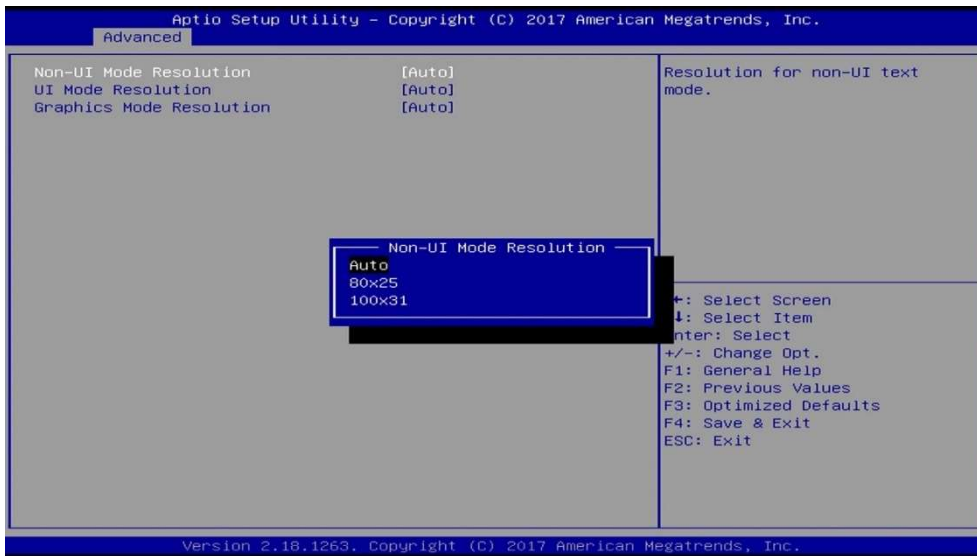 Aptio Setup Utility – Copyright (C) 2017 American Megatrends, Inc.
Advanced
Non-UI Mode Resolution [Auto]
UI Mode Resolution [Auto]
Graphics Mode Resolution [Auto]
Resolution for non-UI text
mode.
Non-UI Mode Resolution
Auto
80x25
100x31
←: Select Screen
↓: Select Item
nter: Select
+/-: Change Opt.
F1: General Help
F2: Previous Values
F3: Optimized Defaults
F4: Save & Exit
ESC: Exit
Version 2.18.1263. Copyright (C) 2017 American Megatrends, Inc.